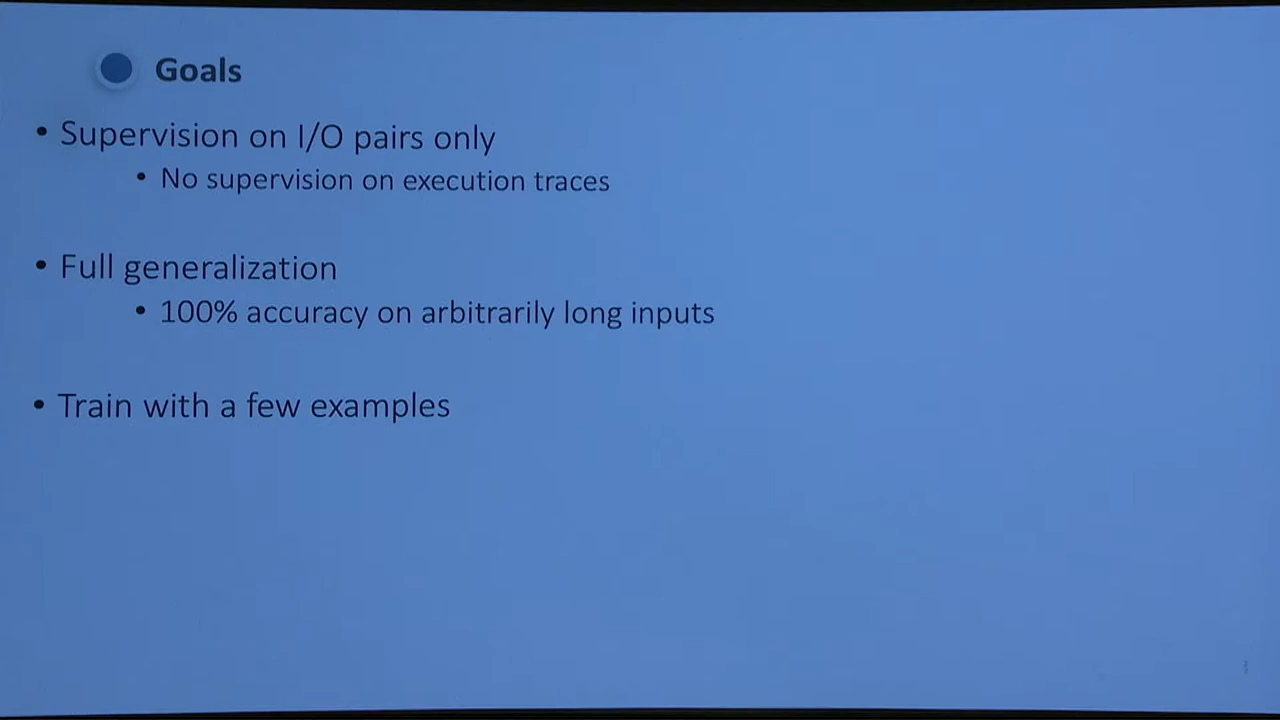 Goals
• Supervision on I/O pairs only
• No supervision on execution traces
• Full generalization
• 100% accuracy on arbitrarily long inputs
• Train with a few examples